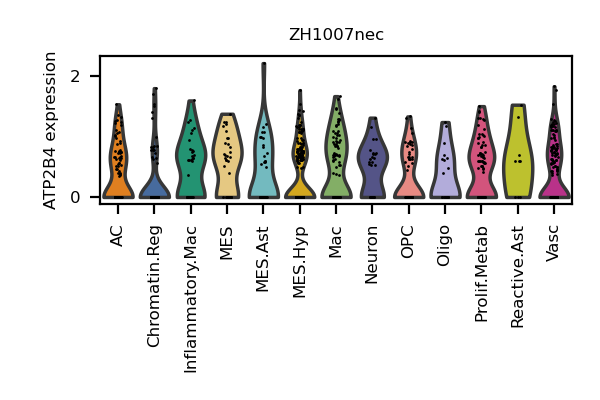 ZH1007nec
ATP2B4 expression
2
0
AC
Chromatin.Reg
Inflammatory.Mac
MES
MES.Ast
MES.Hyp
Mac
Neuron
OPC
Oligo
Prolif.Metab
Reactive.Ast
Vasc